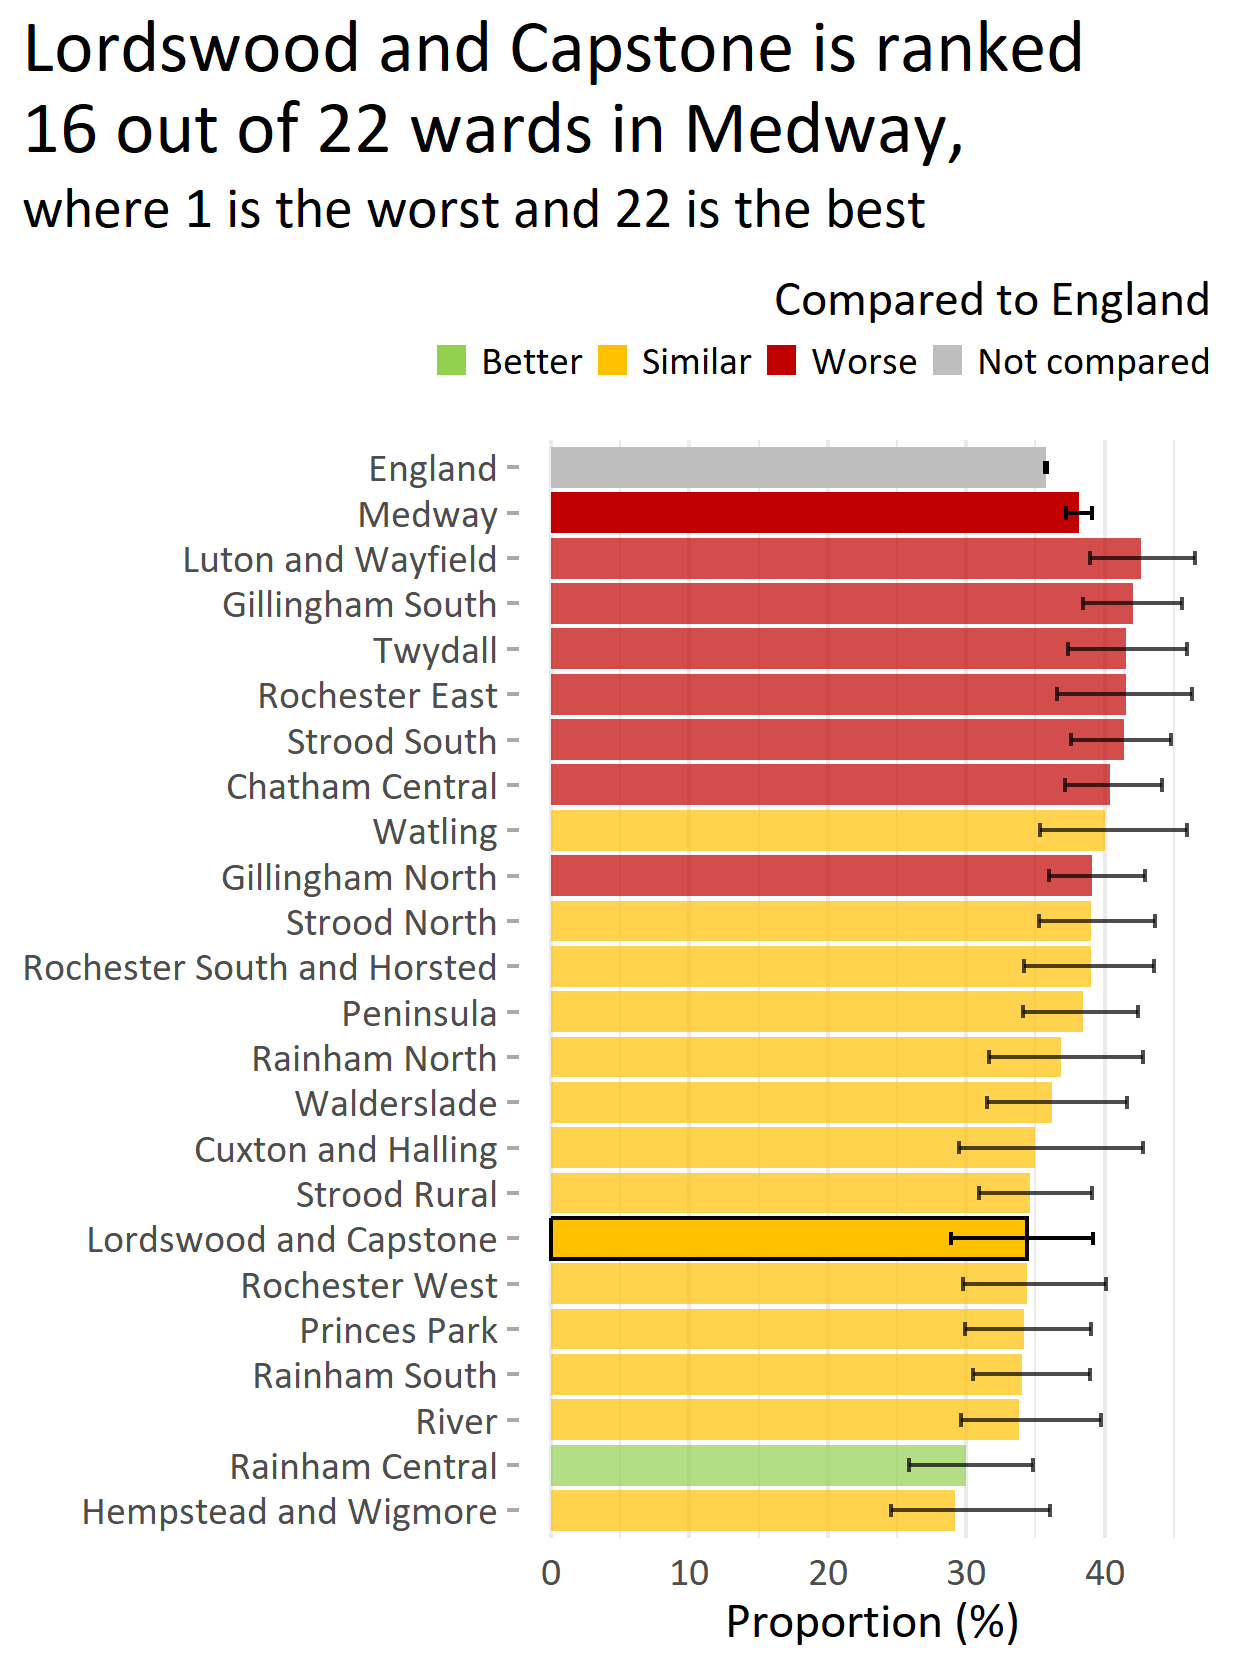 Lordswood and Capstone is ranked
16 out of 22 wards in Medway,
where 1 is the worst and 22 is the best
Compared to England
Better Similar Worse Not compared
England
Medway
Luton and Wayfield
Gillingham South
Twydall
Rochester East
Strood South
Chatham Central
Watling
Gillingham North
Strood North
Rochester South and Horsted
Peninsula
Rainham North
Walderslade
Cuxton and Halling
Strood Rural
Lordswood and Capstone
Rochester West
Princes Park
Rainham South
River
Rainham Central
Hempstead and Wigmore
0 10 20 30 40
Proportion (%)